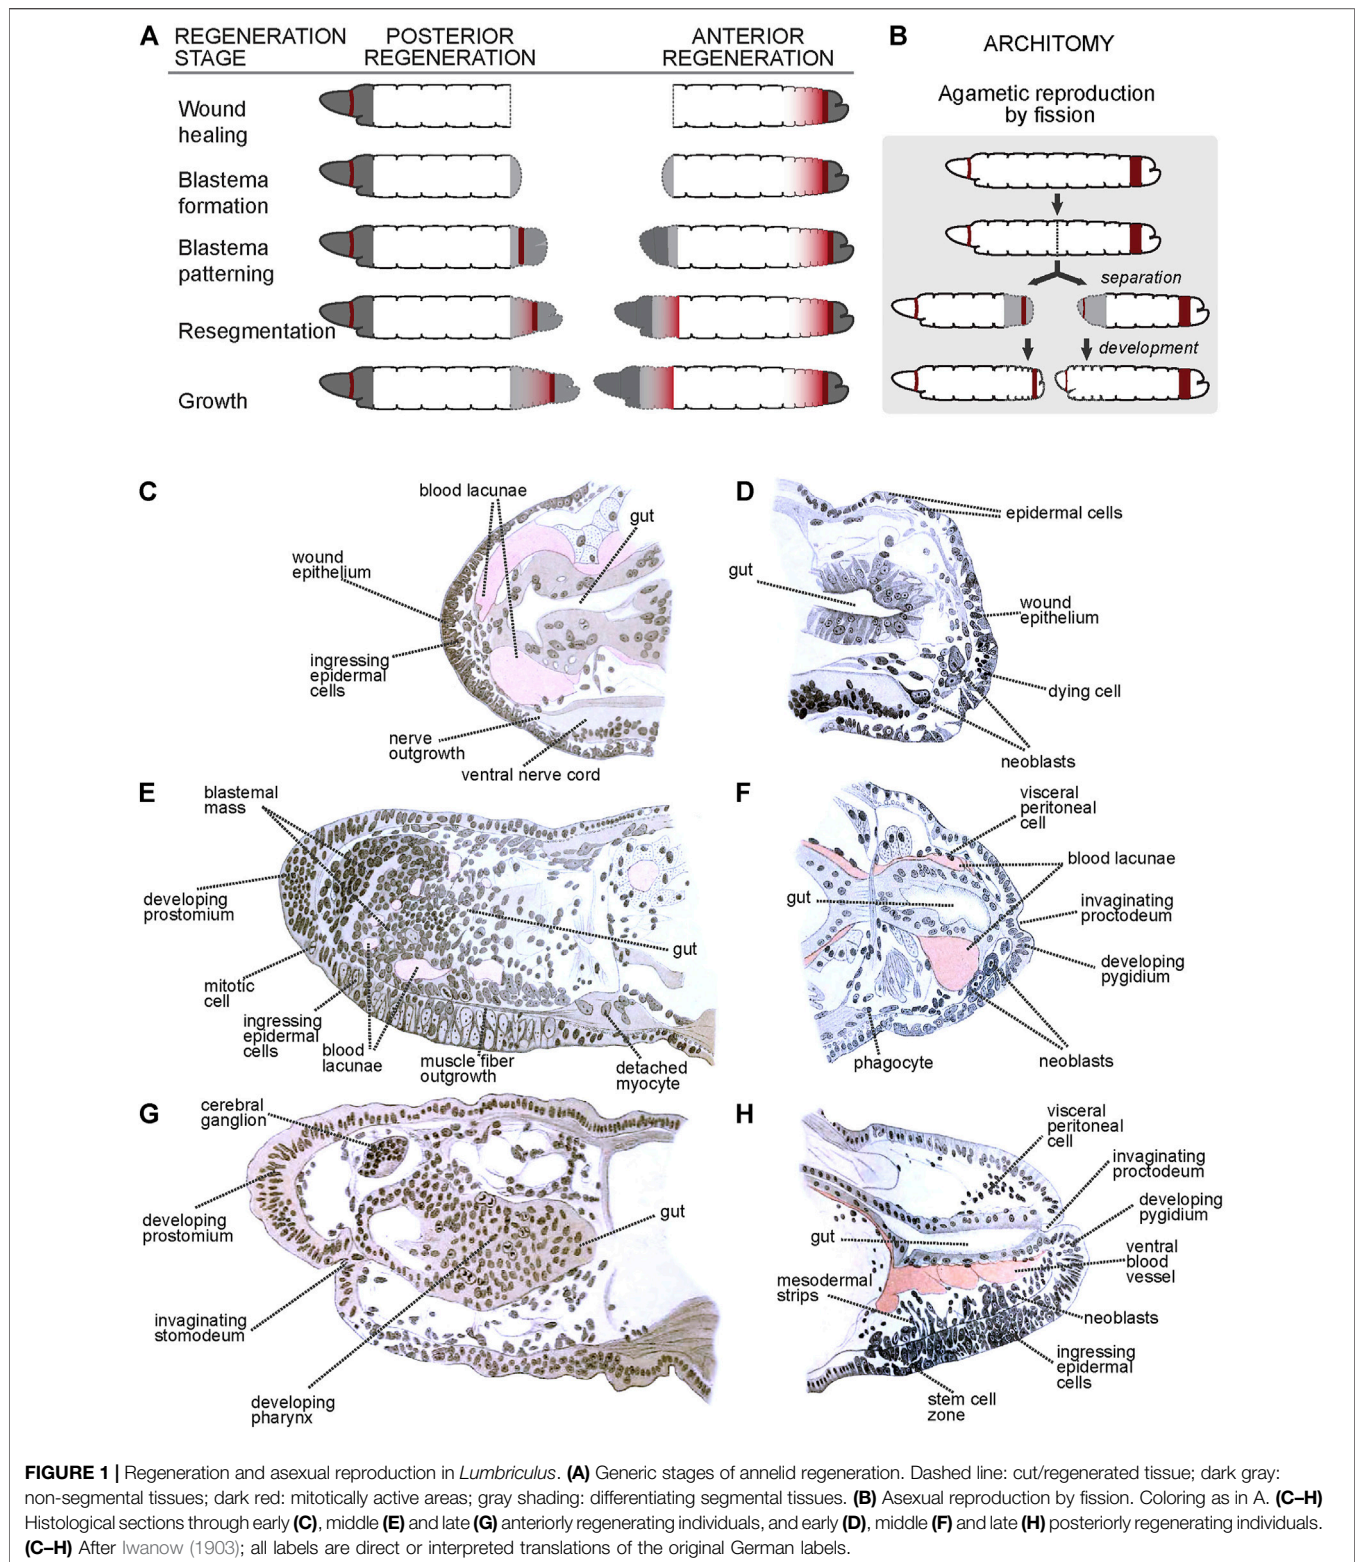 A
REGENERATION
STAGE
POSTERIOR
REGENERATION
ANTERIOR
REGENERATION
Wound
healing
Blastema
formation
Blastema
patterning
Resegmentation
Growth
B
ARCHITOMY
Agametic reproduction
by fission
separation
development
C
blood lacunae
gut
wound
epithelium
ingressing
epidermal
cells
nerve
outgrowth
ventral nerve cord
D
epidermal cells
gut
wound
epithelium
dying cell
neoblasts
E
blastemal
mass
developing
prostomium
gut
mitotic
cell
ingressing
epidermal
cells
blood
lacunae
muscle fiber
outgrowth
detached
myocyte
F
visceral
peritoneal
cell
blood lacunae
gut
invaginating
proctodeum
developing
pygidium
phagocyte
neoblasts
G
cerebral
ganglion
developing
prostomium
gut
invaginating
stomodeum
developing
pharynx
H
visceral
peritoneal
cell
invaginating
proctodeum
developing
pygidium
gut
ventral
blood
vessel
mesodermal
strips
neoblasts
ingressing
epidermal
cells
stem cell
zone
FIGURE 1 | Regeneration and asexual reproduction in Lumbriculus. (A) Generic stages of annelid regeneration. Dashed line: cut/regenerated tissue; dark gray:
non-segmental tissues; dark red: mitotically active areas; gray shading: differentiating segmental tissues. (B) Asexual reproduction by fission. Coloring as in A. (C–H)
Histological sections through early (C), middle (E) and late (G) anteriorly regenerating individuals, and early (D), middle (F) and late (H) posteriorly regenerating individuals.
(C–H) After Iwanow (1903); all labels are direct or interpreted translations of the original German labels.